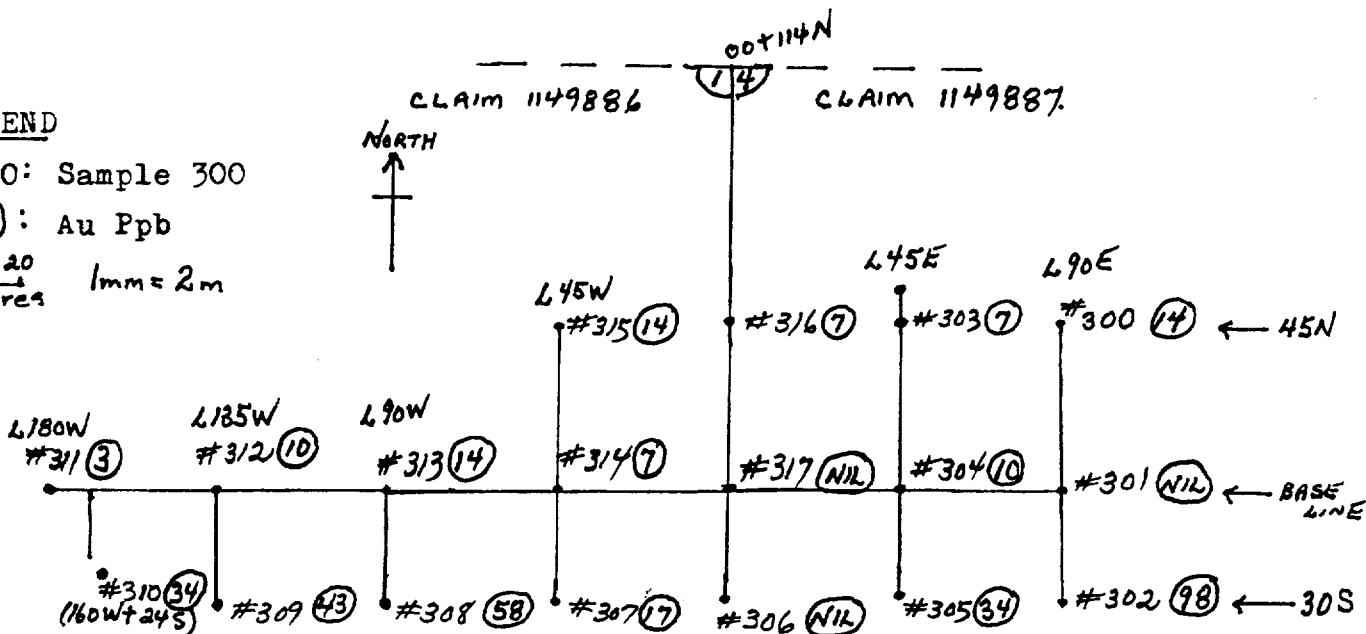 00+114N
1 4
CLAIM 1149886 CLAIM 1149887.
END
NORTH
O: Sample 300
): Au Ppb
20
res 1mm = 2m
L45E L90E
L45W
#315 14 #316 7 #303 7 #300 14 ← 45N
L180W L135W L90W
#311 3 #312 10 #313 14 #314 7 #317 NIL #304 10 #301 NIL ← BASE
LINE
#310 34 #309 43 #308 58 #307 17 #306 NIL #305 34 #302 98 ← 30S
(160W+24S)